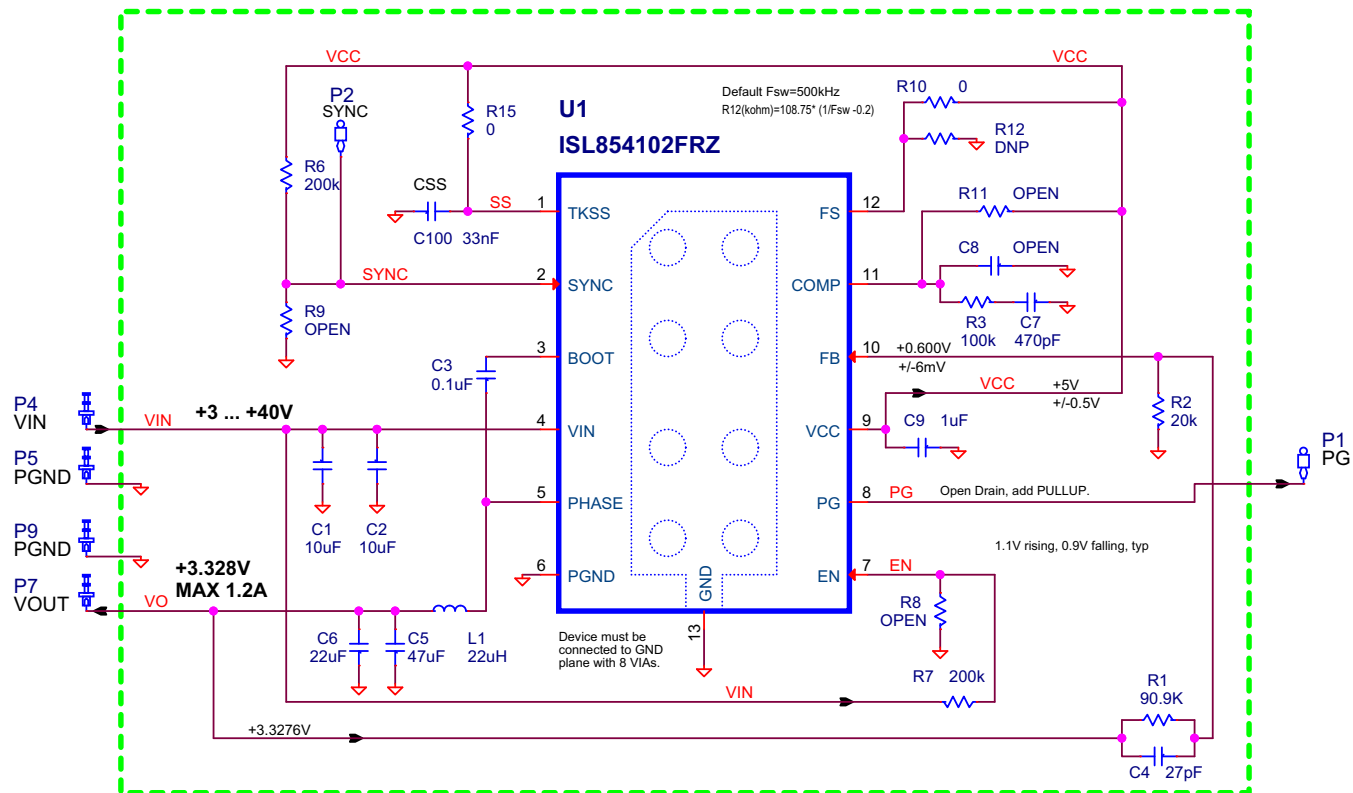 VCC
VCC
P2
SYNC
R15
0
U1
ISL854102FRZ
Default Fsw=500kHz
R12(kohm)=108.75* (1/Fsw -0.2)
R10 0
R12
DNP
R6
200k
CSS
C100 33nF
SS
1
TKSS
FS
12
R11 OPEN
C8 OPEN
SYNC
2
SYNC
COMP
11
R9
OPEN
R3
100k
C7
470pF
C3
0.1uF
3
BOOT
FB
10
+0.600V
+/-6mV
VCC
+5V
+/-0.5V
R2
20k
P4
VIN
VIN
+3 ... +40V
4
VIN
VCC
9
C9 1uF
P1
PG
P5
PGND
C1
10uF
C2
10uF
5
PHASE
PG
8
PG
Open Drain, add PULLUP.
P9
PGND
1.1V rising, 0.9V falling, typ
+3.328V
MAX 1.2A
6
PGND
GND
EN
7
EN
P7
VOUT
VO
R8
OPEN
C6
22uF
C5
47uF
L1
22uH
Device must be
connected to GND
plane with 8 VIAs.
13
R7 200k
VIN
R1
90.9K
+3.3276V
C4 27pF